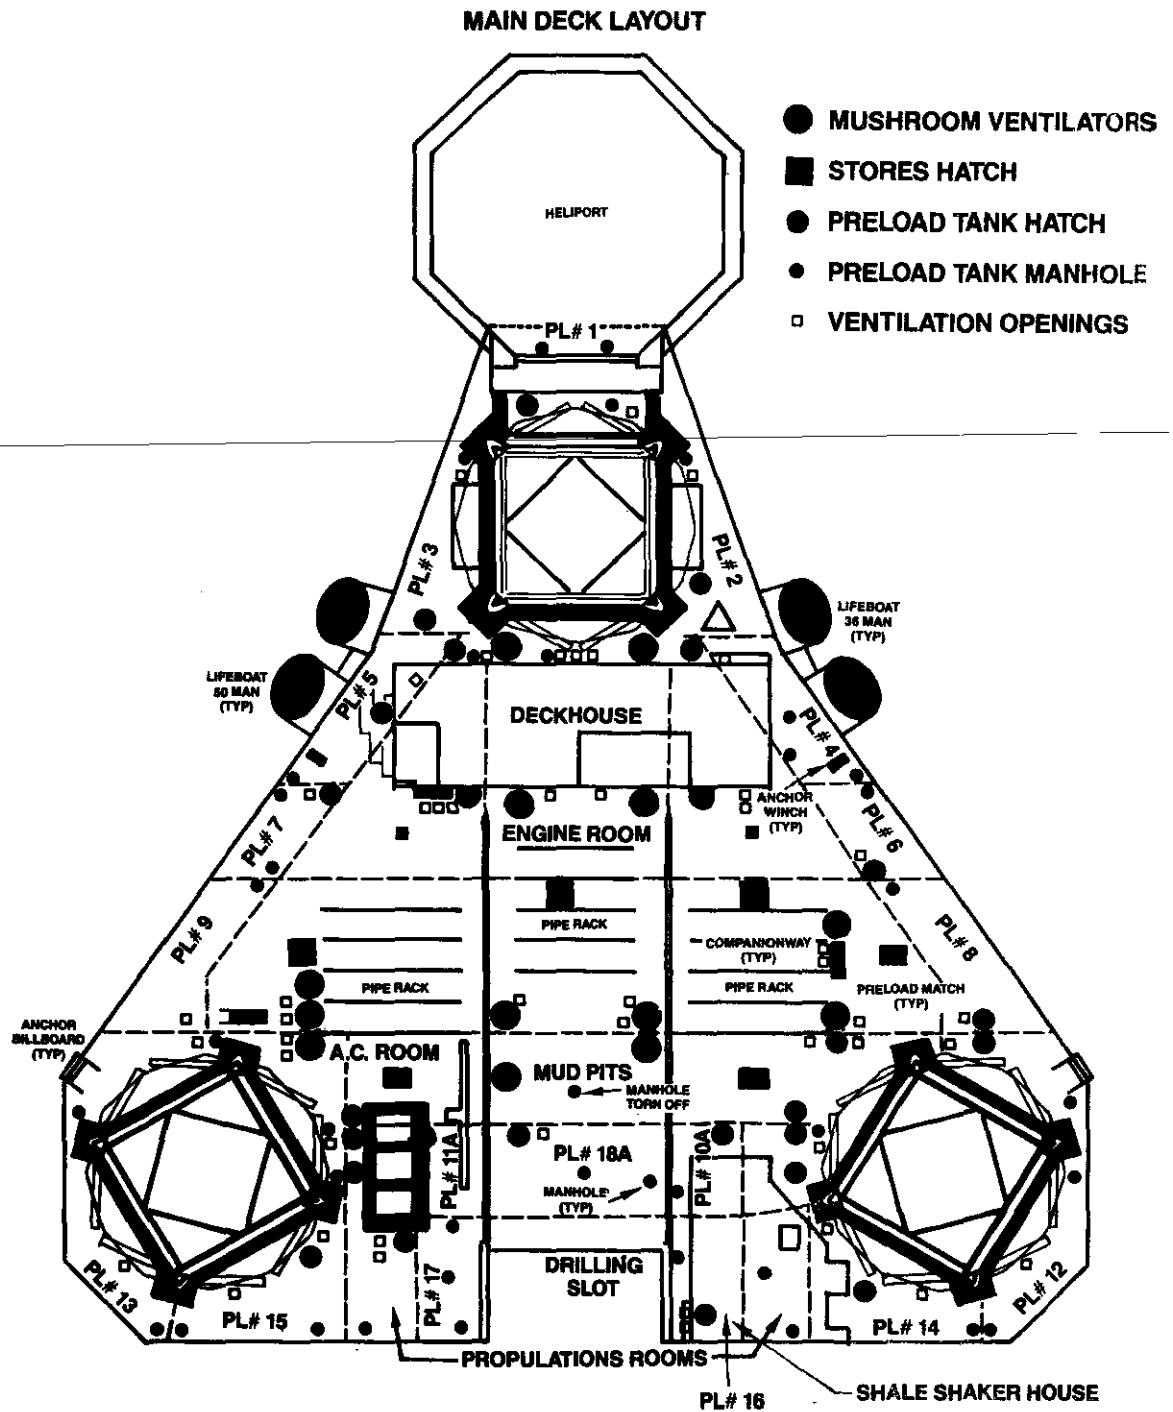 MAIN DECK LAYOUT
MUSHROOM VENTILATORS
STORES HATCH
PRELOAD TANK HATCH
PRELOAD TANK MANHOLE
VENTILATION OPENINGS
HELIPORT
PL# 1
PL# 3
PL# 2
LIFEBOAT
36 MAN
(TYP)
LIFEBOAT
50 MAN
(TYP)
PL# 5
DECKHOUSE
PL# 4
ANCHOR
WINCH
(TYP)
PL# 7
ENGINE ROOM
PL# 6
PL# 9
PIPE RACK
COMPANIONWAY
(TYP)
PL# 8
PIPE RACK
PIPE RACK
PRELOAD MATCH
(TYP)
ANCHOR
BILLBOARD
(TYP)
A.C. ROOM
MUD PITS
MANHOLE
TORN OFF
PL# 11A
PL# 18A
PL# 10A
MANHOLE
(TYP)
DRILLING
SLOT
PL# 13
PL# 15
PL# 17
PL# 14
PL# 12
PROPULATIONS ROOMS
PL# 16
SHALE SHAKER HOUSE